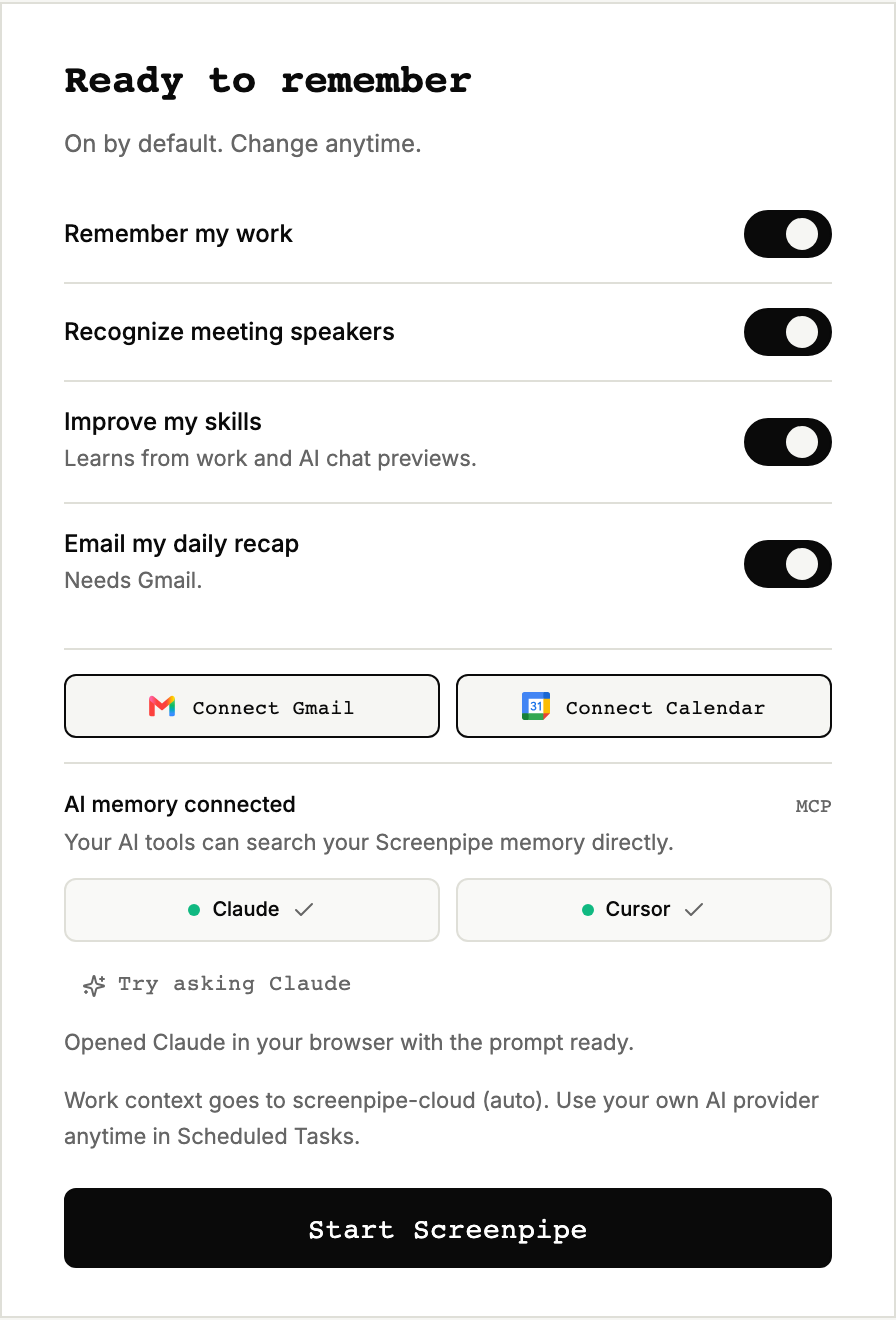 Ready to remember
On by default. Change anytime.
Remember my work
Recognize meeting speakers
Improve my skills
Learns from work and AI chat previews.
Email my daily recap
Needs Gmail.
Connect Gmail
31 Connect Calendar
AI memory connected
MCP
Your AI tools can search your Screenpipe memory directly.
Claude
Cursor
Try asking Claude
Opened Claude in your browser with the prompt ready.
Work context goes to screenpipe-cloud (auto). Use your own AI provider
anytime in Scheduled Tasks.
Start Screenpipe